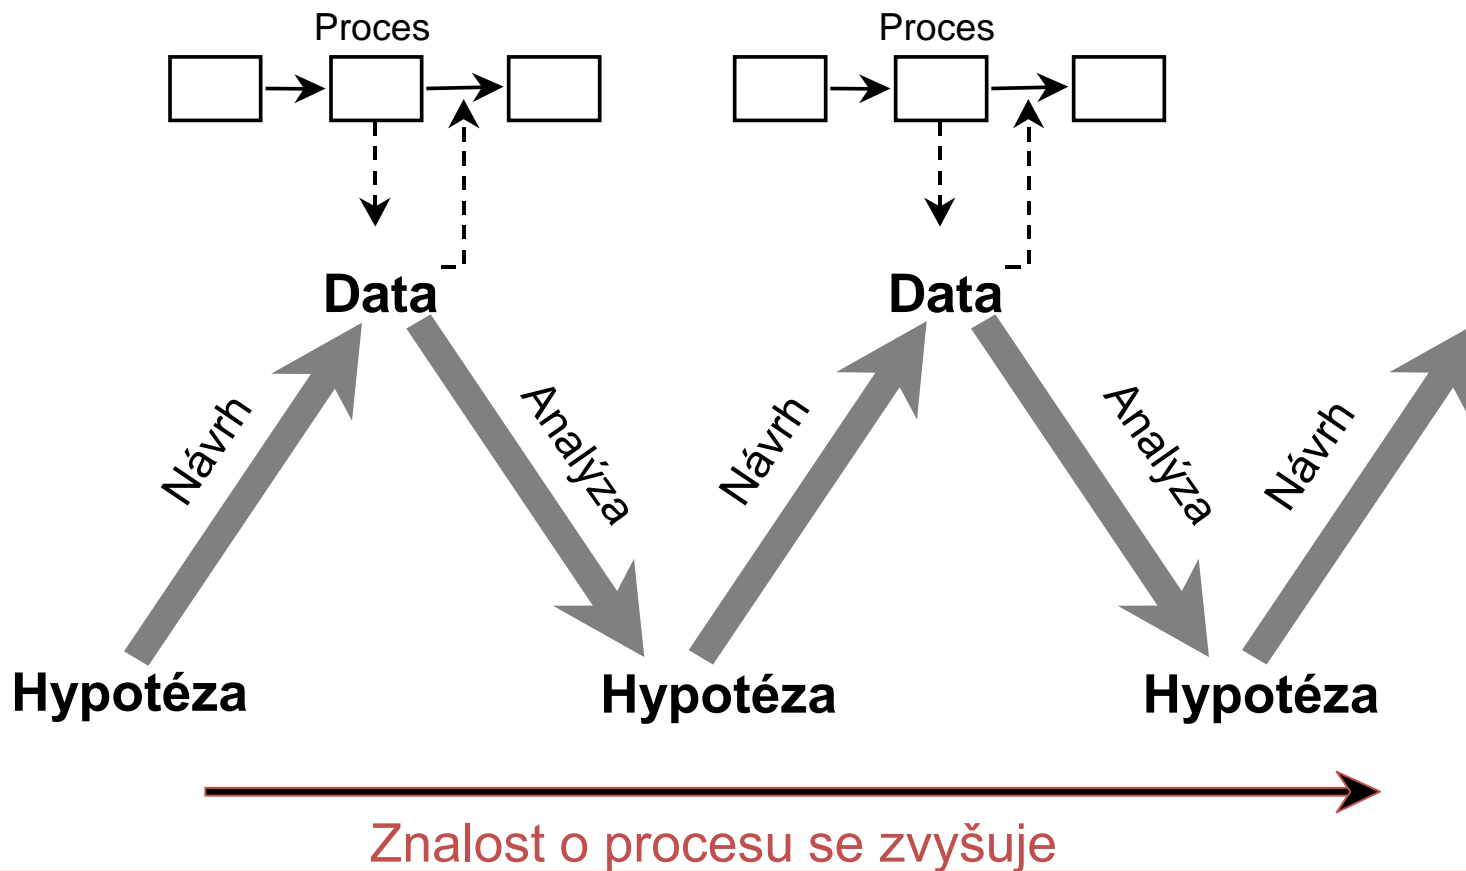 Proces
Proces
Data
Data
Návrh
Analýza
Návrh
Analýza
Návrh
Hypotéza
Hypotéza
Hypotéza
Znalost o procesu se zvyšuje